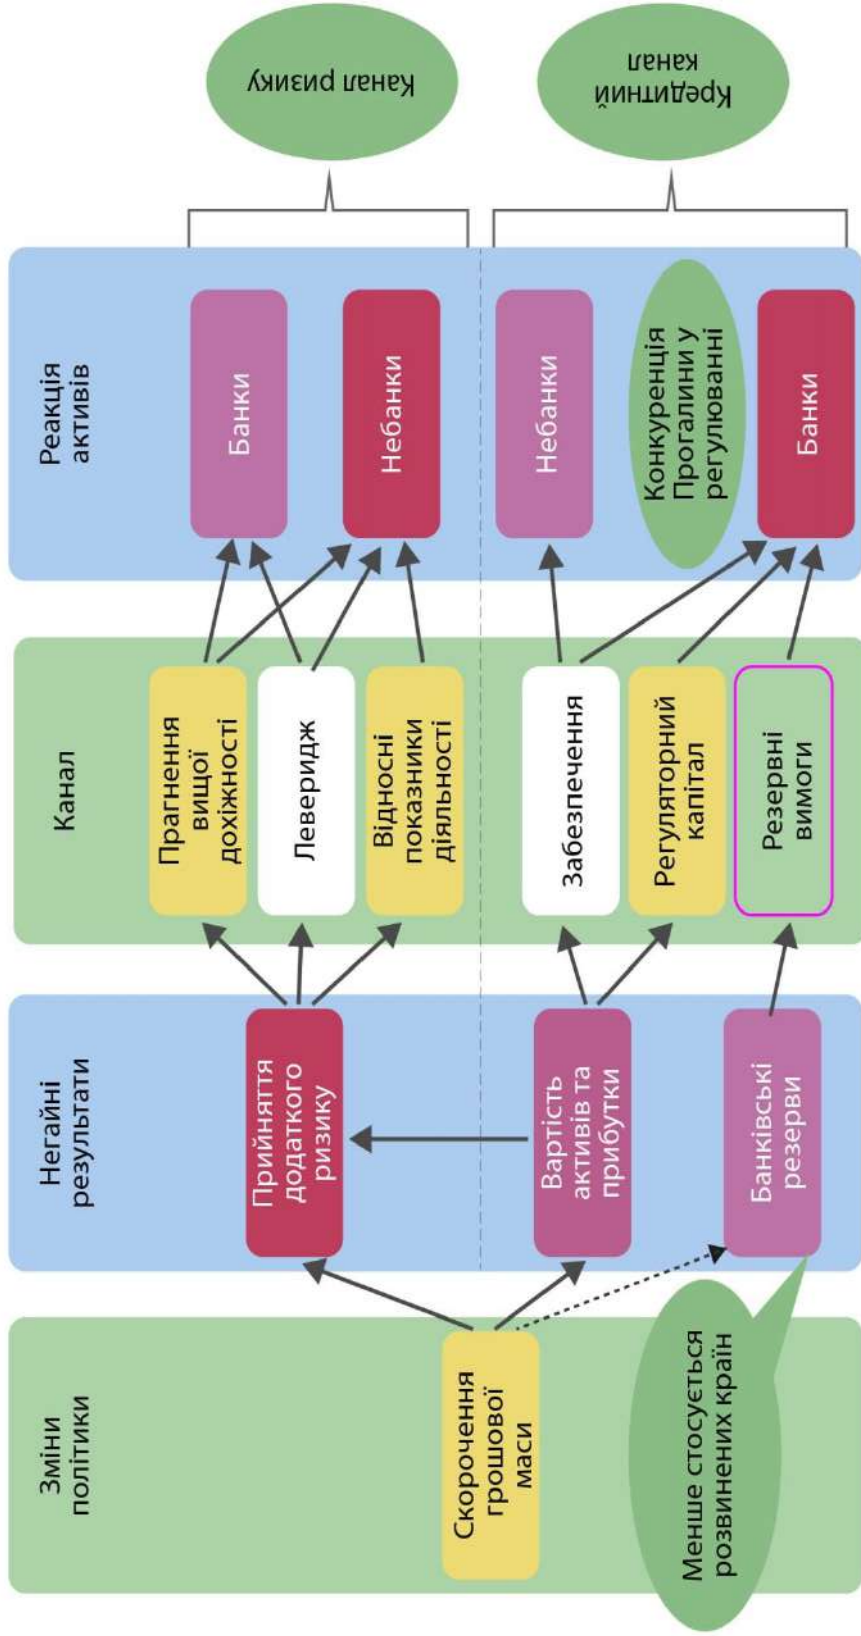 Зміни
політики
Скорочення
грошової
маси
Менше стосується
розвинених країн
Негайні
результати
Прийняття
додаткого
ризику
Вартість
активів та
прибутки
Банківські
резерви
Канал
Прагнення
вищої
дохіжності
Леверидж
Відносні
показники
діяльності
Забезпечення
Регуляторний
капітал
Резервні
вимоги
Реакція
активів
Банки
Небанки
Небанки
Конкуренція
Прогалини у
регулюванні
Банки
Канал ризику
Кредитний
канал